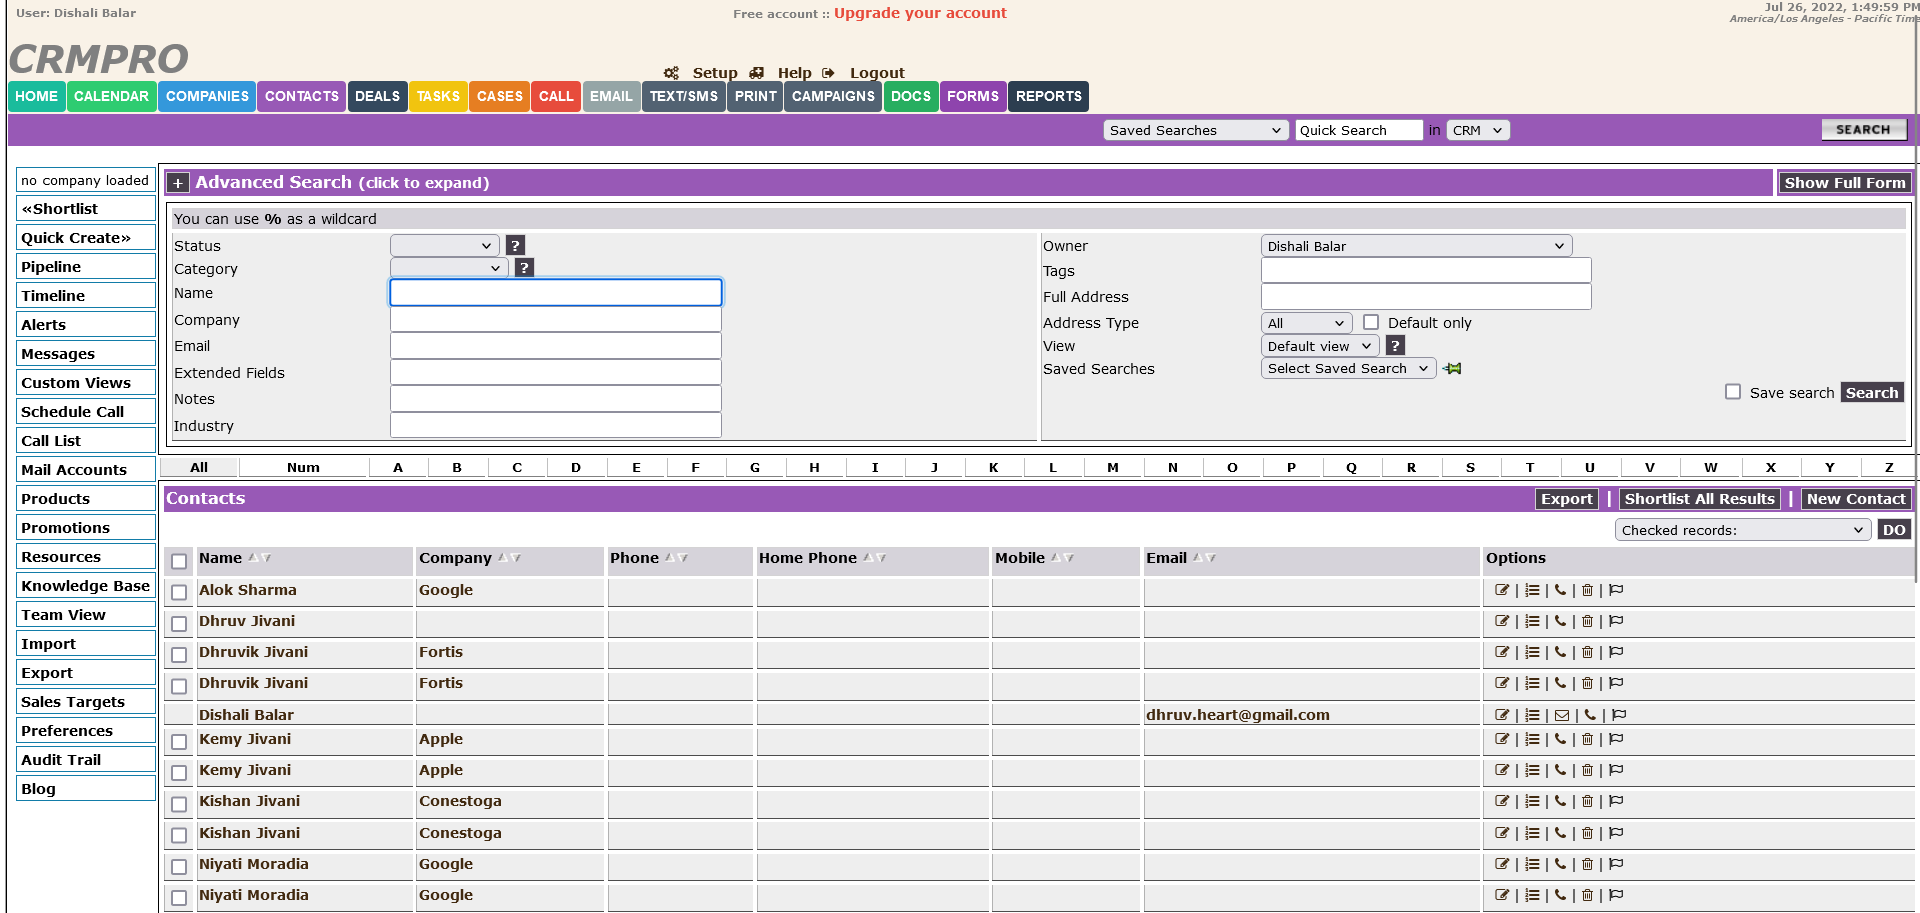 User: Dishali Balar
Free account :: Upgrade your account
Jul 26, 2022, 1:49:59 PM
America/Los Angeles - Pacific Time
CRMPRO
Setup Help Logout
HOME CALENDAR COMPANIES CONTACTS DEALS TASKS CASES CALL EMAIL TEXT/SMS PRINT CAMPAIGNS DOCS FORMS REPORTS
Saved Searches Quick Search in CRM SEARCH
no company loaded
«Shortlist
Quick Create»
Pipeline
Timeline
Alerts
Messages
Custom Views
Schedule Call
Call List
Mail Accounts
Products
Promotions
Resources
Knowledge Base
Team View
Import
Export
Sales Targets
Preferences
Audit Trail
Blog
+ Advanced Search (click to expand) Show Full Form
You can use % as a wildcard
Status ?
Category ?
Name
Company
Email
Extended Fields
Notes
Industry
Owner Dishali Balar
Tags
Full Address
Address Type All Default only
View Default view ?
Saved Searches Select Saved Search
Save search Search
All Num A B C D E F G H I J K L M N O P Q R S T U V W X Y Z
Contacts Export | Shortlist All Results | New Contact
Checked records: DO
Name Company Phone Home Phone Mobile Email Options
Alok Sharma Google | | | |
Dhruv Jivani | | | |
Dhruvik Jivani Fortis | | | |
Dhruvik Jivani Fortis | | | |
Dishali Balar dhruv.heart@gmail.com | | | |
Kemy Jivani Apple | | | |
Kemy Jivani Apple | | | |
Kishan Jivani Conestoga | | | |
Kishan Jivani Conestoga | | | |
Niyati Moradia Google | | | |
Niyati Moradia Google | | | |